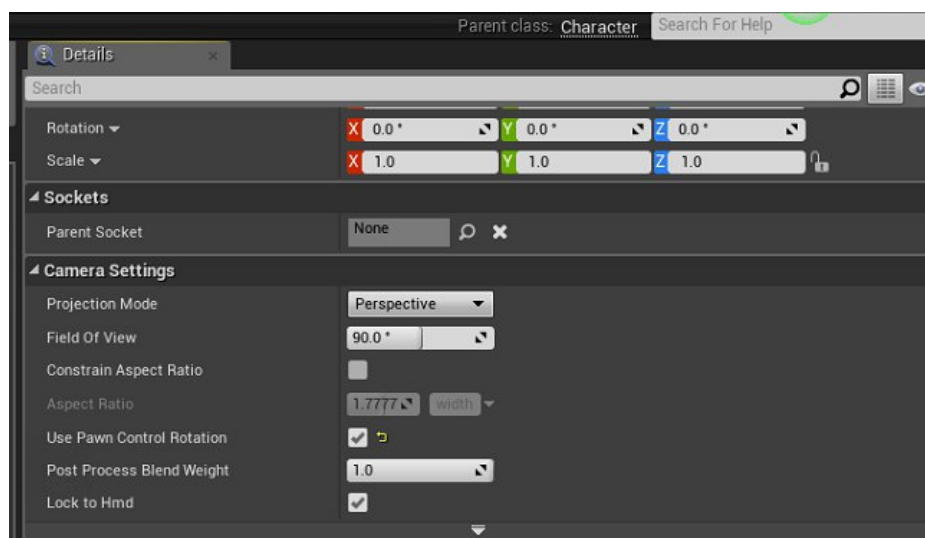 Parent class: Character Search For Help
Details
Search
Rotation X 0.0° Y 0.0° Z 0.0°
Scale X 1.0 Y 1.0 Z 1.0
Sockets
Parent Socket None
Camera Settings
Projection Mode Perspective
Field Of View 90.0°
Constrain Aspect Ratio
Aspect Ratio 1.7777 width
Use Pawn Control Rotation
Post Process Blend Weight 1.0
Lock to Hmd